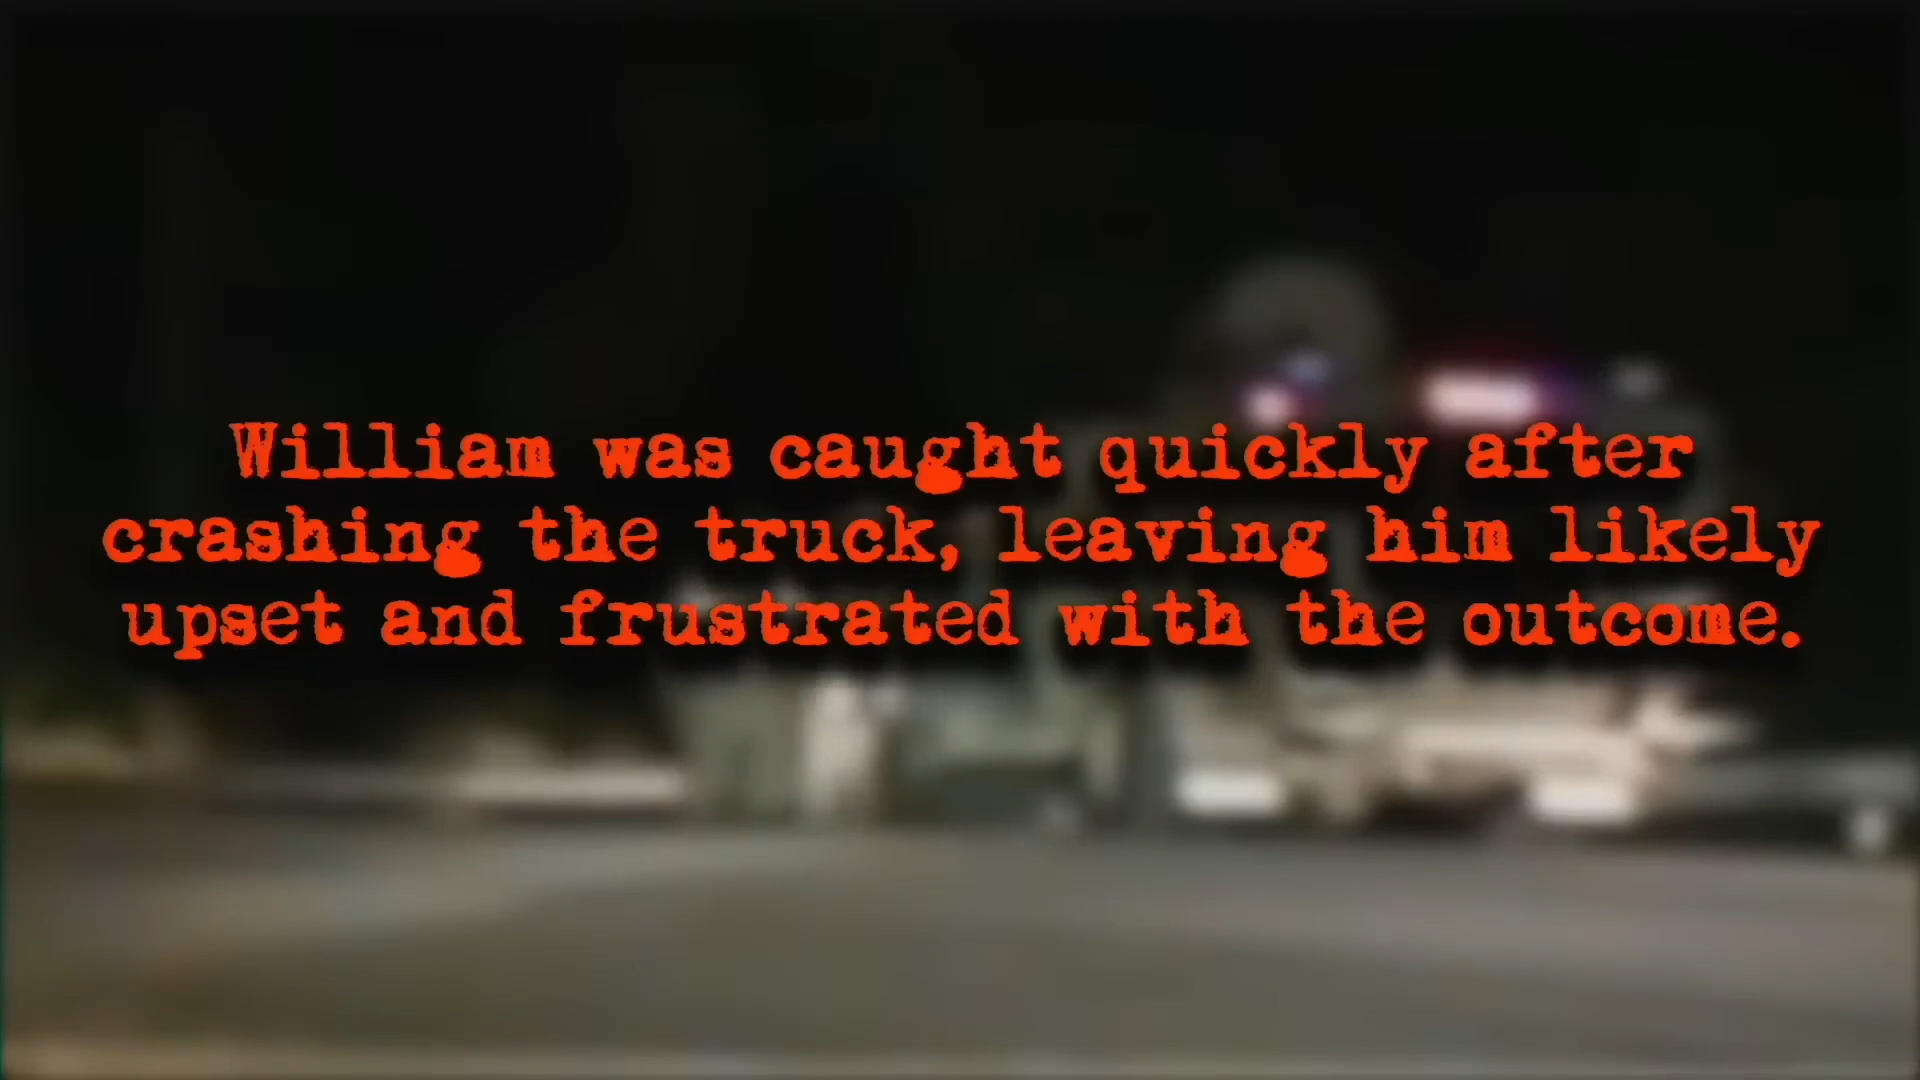 William was caught quickly after
crashing the truck, leaving him likely
upset and frustrated with the outcome.